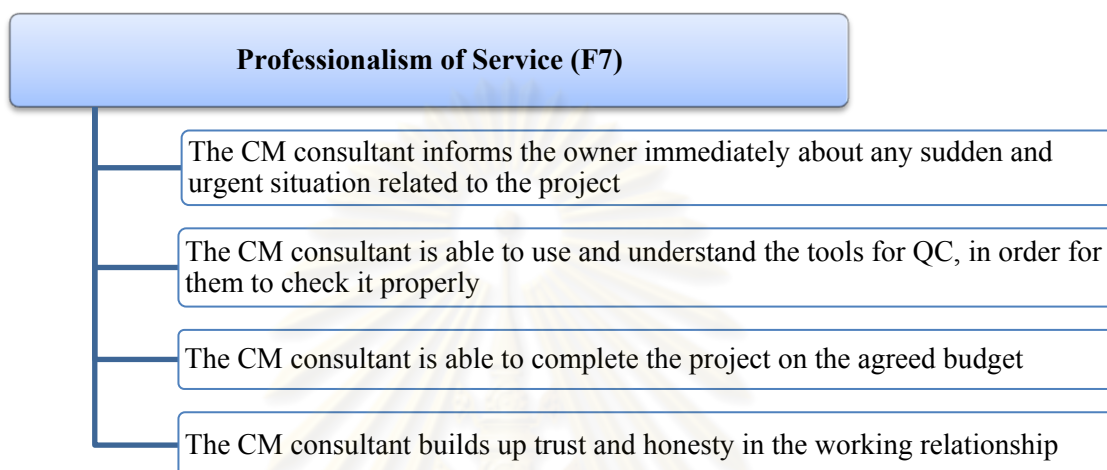 Professionalism of Service (F7)
The CM consultant informs the owner immediately about any sudden and
urgent situation related to the project
The CM consultant is able to use and understand the tools for QC, in order for
them to check it properly
The CM consultant is able to complete the project on the agreed budget
The CM consultant builds up trust and honesty in the working relationship